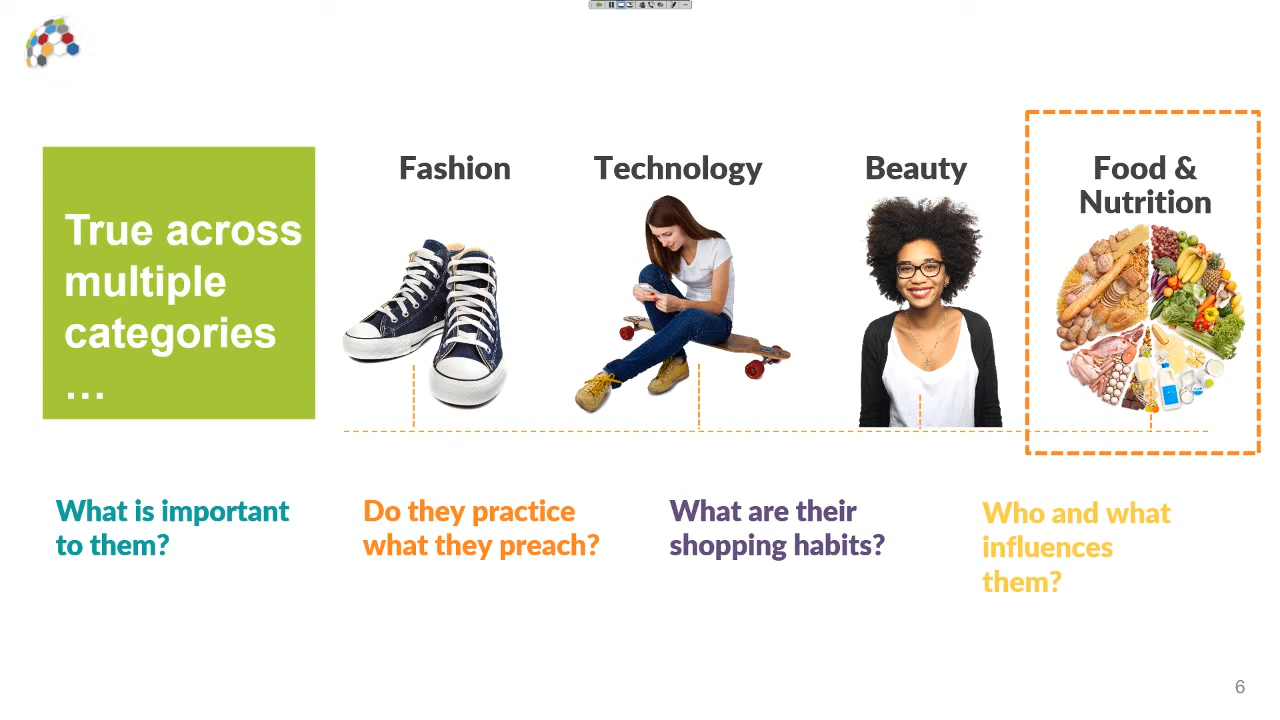 True across
multiple
categories
...
Fashion
Technology
Beauty
Food &
Nutrition
What is important
to them?
Do they practice
what they preach?
What are their
shopping habits?
Who and what
influences
them?
6